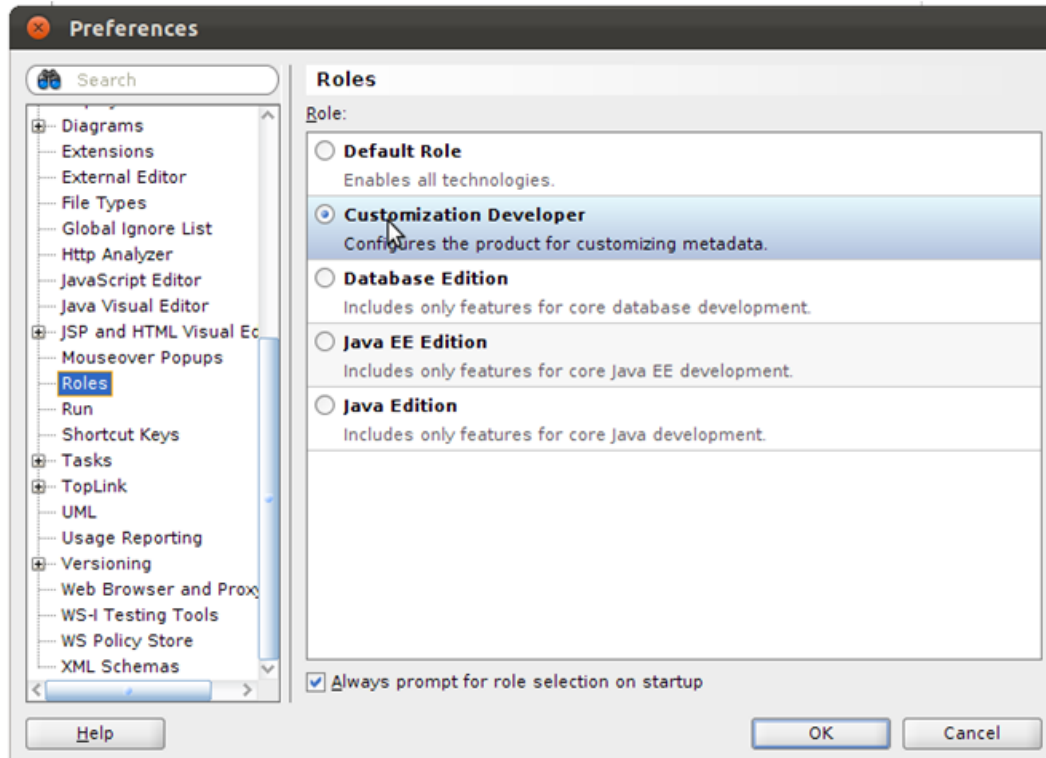 Preferences
Search
Diagrams
Extensions
External Editor
File Types
Global Ignore List
Http Analyzer
JavaScript Editor
Java Visual Editor
JSP and HTML Visual Ec
Mouseover Popups
Roles
Run
Shortcut Keys
Tasks
TopLink
UML
Usage Reporting
Versioning
Web Browser and Proxy
WS-I Testing Tools
WS Policy Store
XML Schemas
Roles
Role:
Default Role
Enables all technologies.
Customization Developer
Configures the product for customizing metadata.
Database Edition
Includes only features for core database development.
Java EE Edition
Includes only features for core Java EE development.
Java Edition
Includes only features for core Java development.
Always prompt for role selection on startup
Help
OK
Cancel